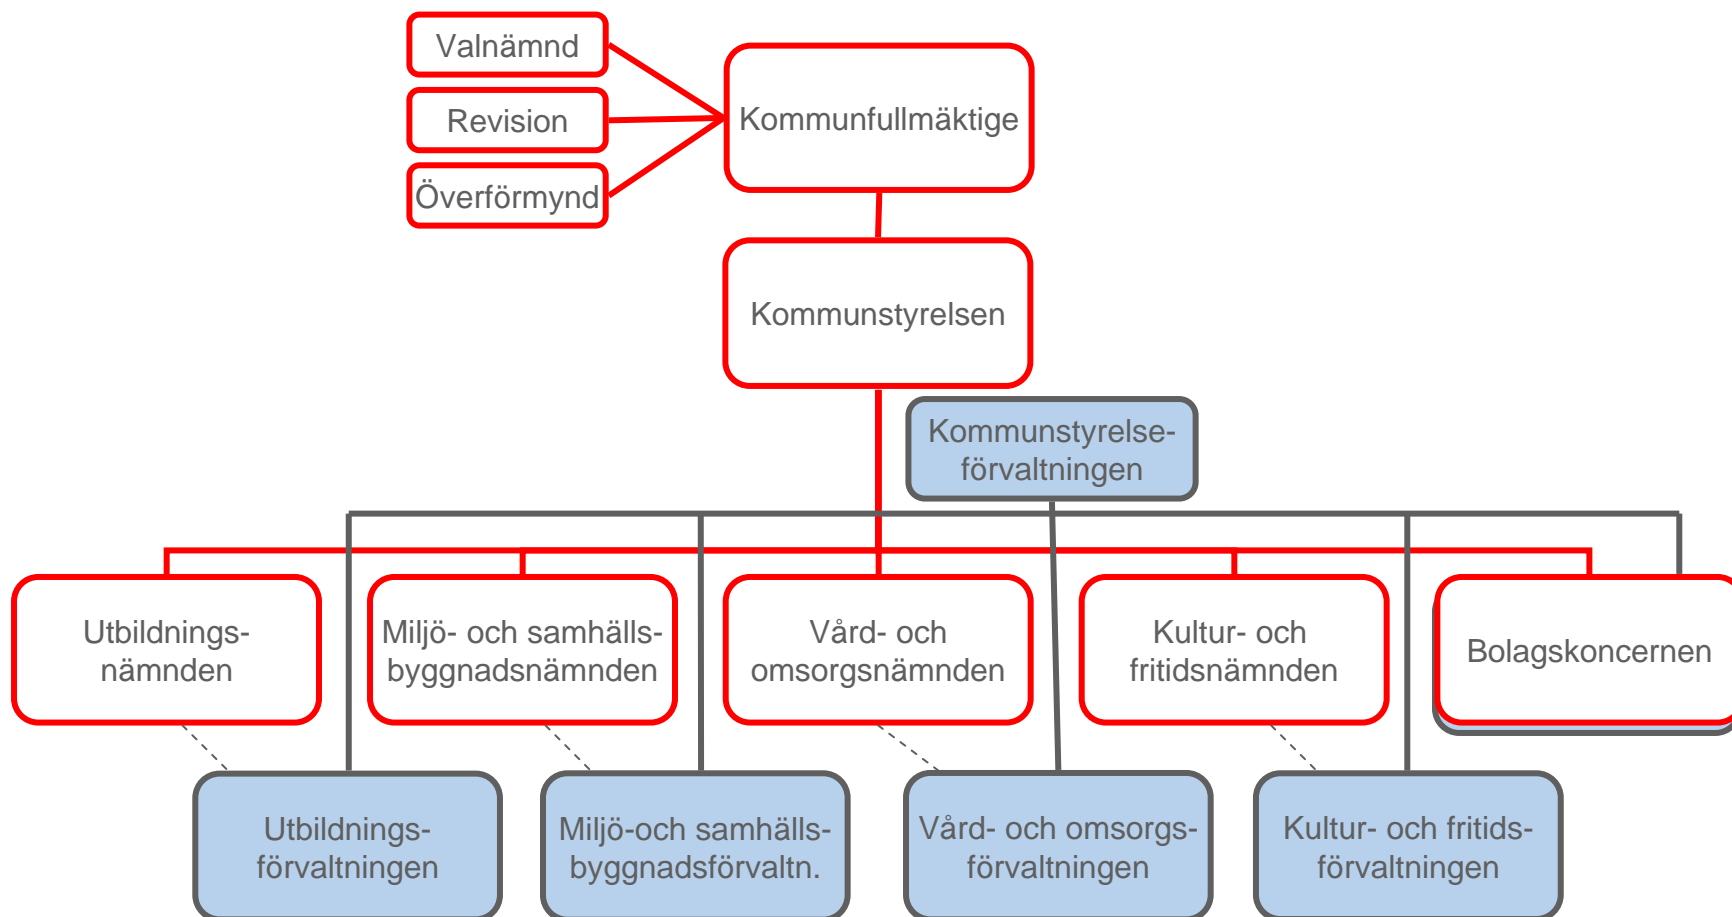 Valnämnd
Revision
Överförmynd
Kommunfullmäktige
Kommunstyrelsen
Kommunstyrelse-
förvaltningen
Utbildnings-
nämnden
Miljö- och samhälls-
byggnadsnämnden
Vård- och
omsorgsnämnden
Kultur- och
fritidsnämnden
Bolagskoncernen
Utbildnings-
förvaltningen
Miljö-och samhälls-
byggnadsförvaltn.
Vård- och omsorgs-
förvaltningen
Kultur- och fritids-
förvaltningen